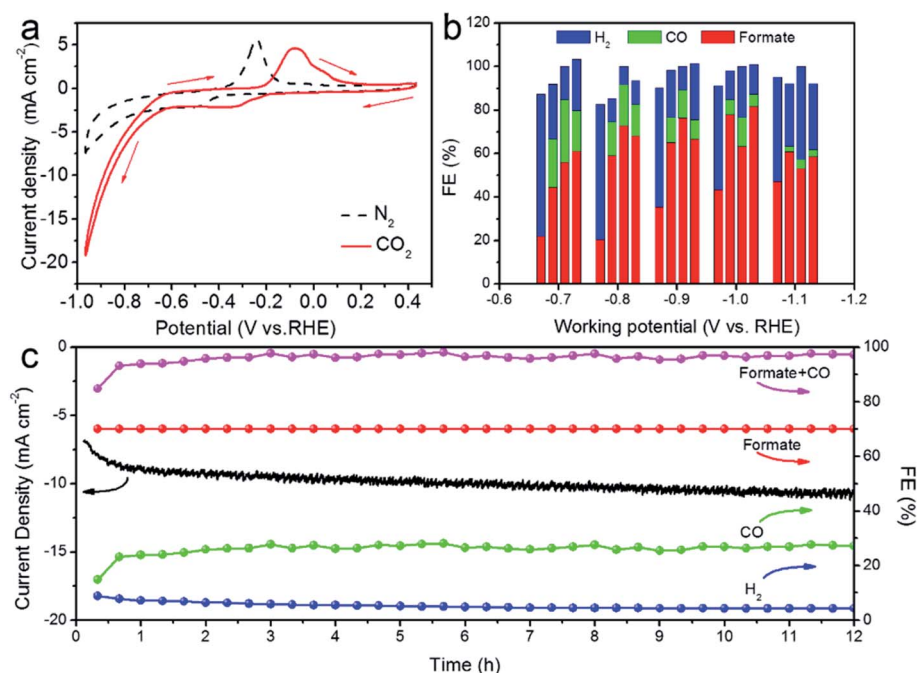 a
Current density (mA cm-2)
5
0
-5
-10
-15
-20
N2
CO2
-1.0 -0.8 -0.6 -0.4 -0.2 0.0 0.2 0.4
Potential (V vs.RHE)
b
FE (%)
120
100
80
60
40
20
0
H2 CO Formate
-0.6 -0.7 -0.8 -0.9 -1.0 -1.1 -1.2
Working potential (V vs. RHE)
c
Current Density (mA cm-2)
0
-5
-10
-15
-20
Formate+CO
Formate
CO
H2
100
80
60
40
20
0
FE (%)
0 1 2 3 4 5 6 7 8 9 10 11 12
Time (h)